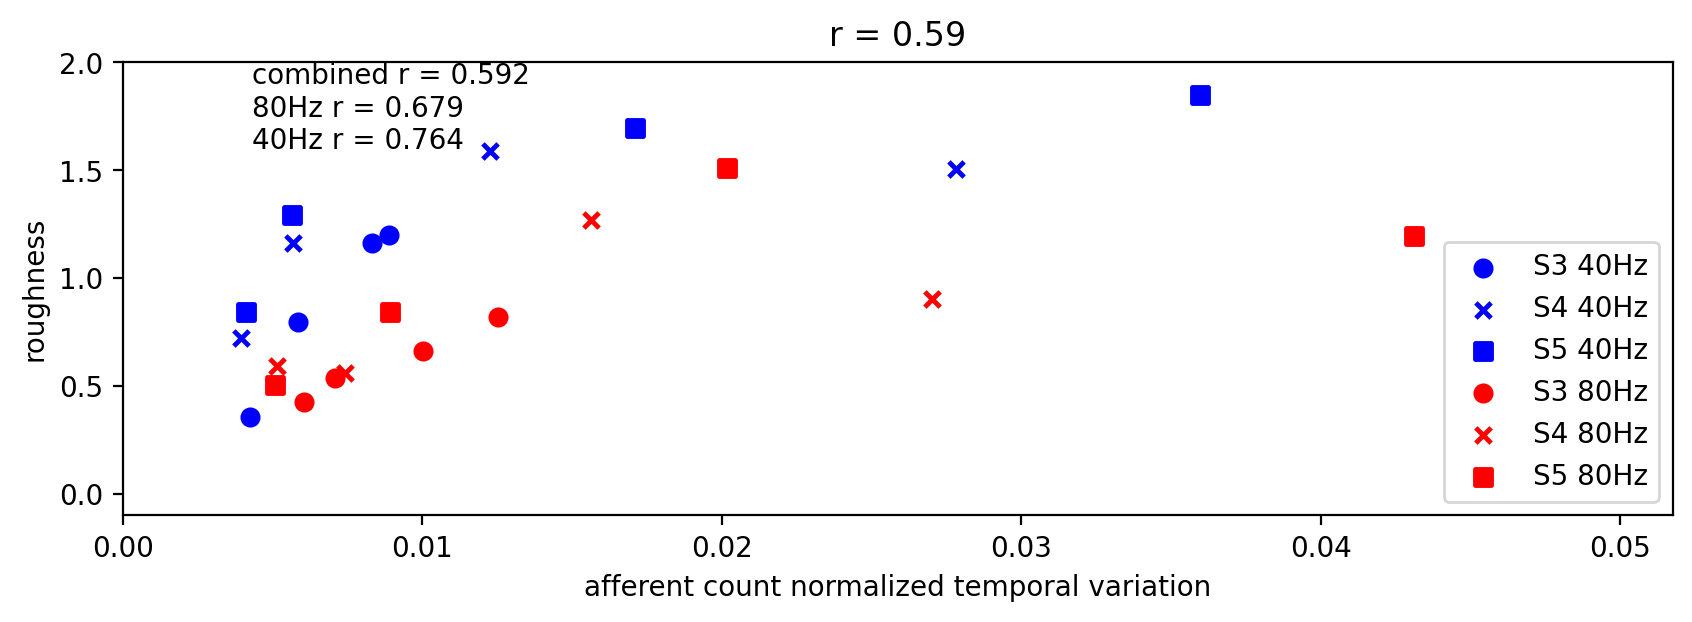 r = 0.59
combined r = 0.592
80Hz r = 0.679
40Hz r = 0.764
2.0
1.5
1.0
0.5
0.0
roughness
S3 40Hz
S4 40Hz
S5 40Hz
S3 80Hz
S4 80Hz
S5 80Hz
0.00 0.01 0.02 0.03 0.04 0.05
afferent count normalized temporal variation